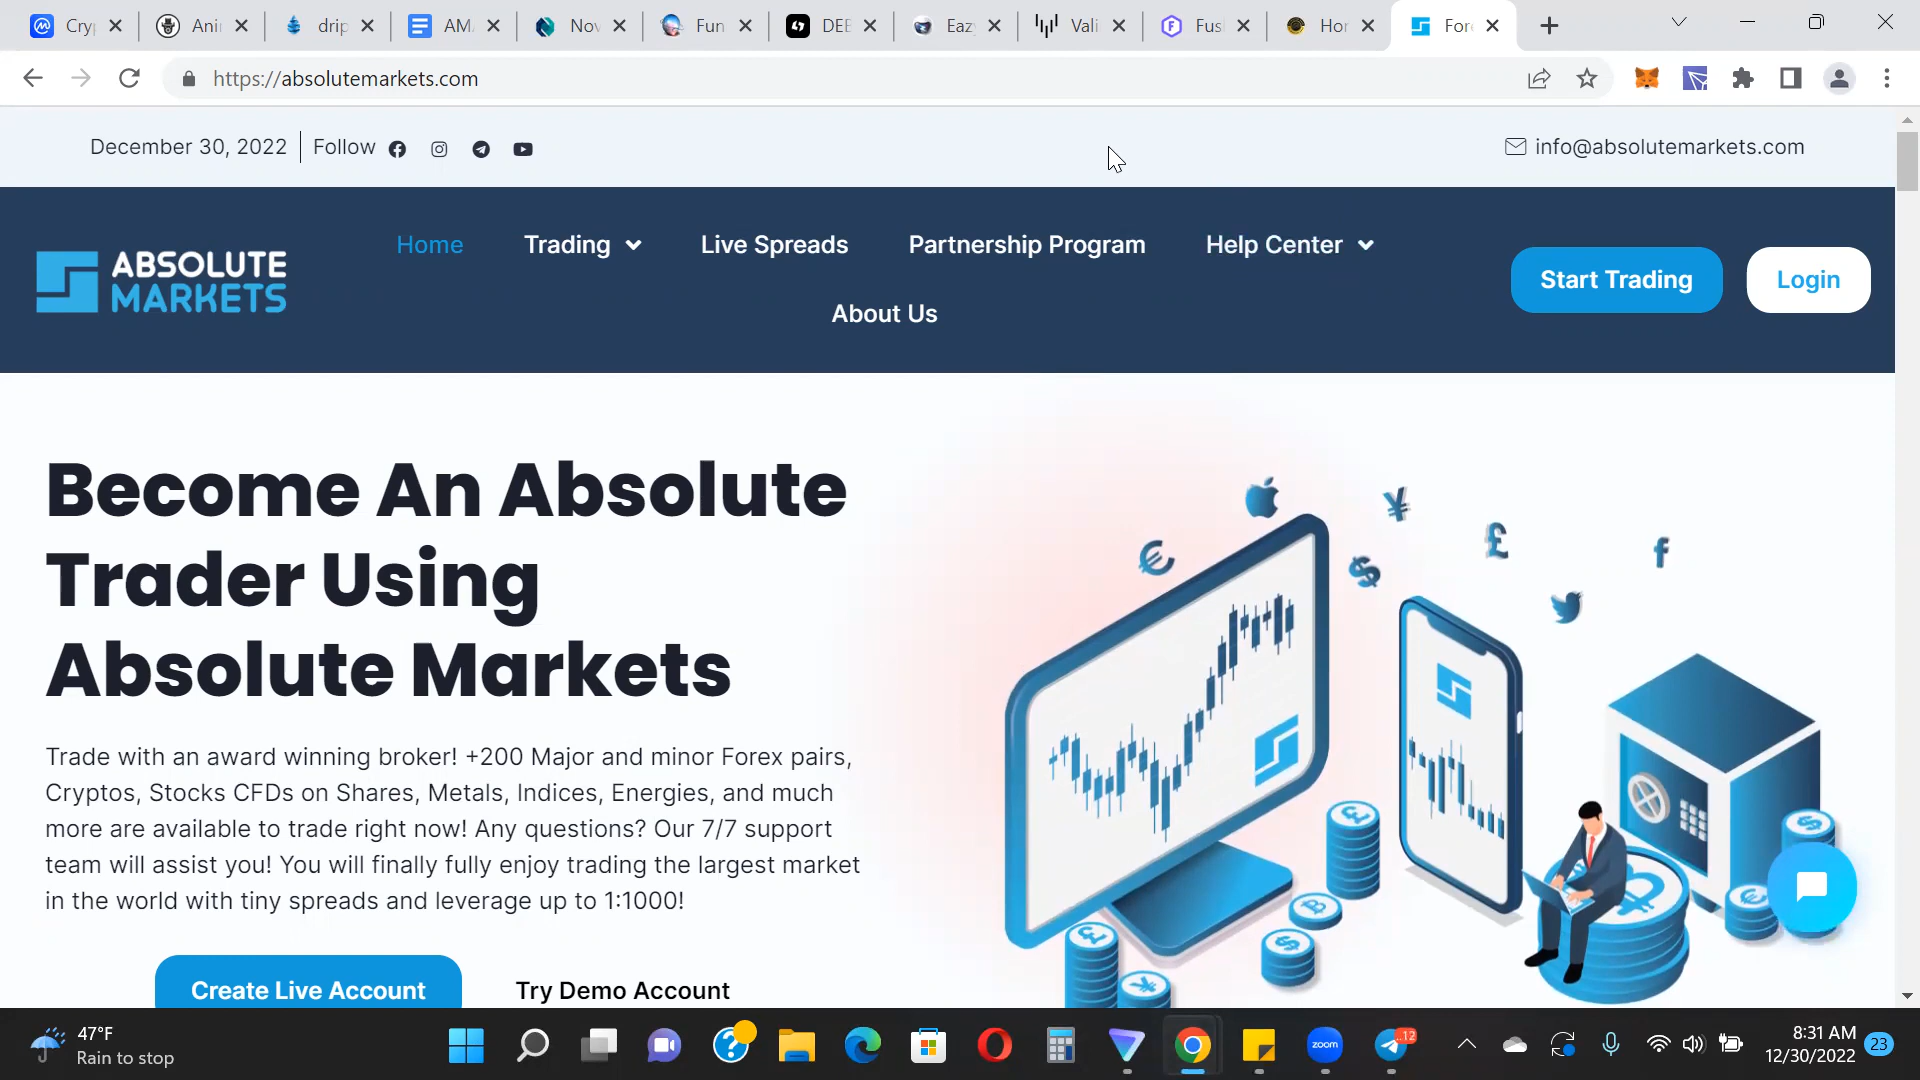 Cry
Ani
drip
AM
Nov
Fun
DEE
Eaz
Vali
Fusi
Hor
For
https://absolutemarkets.com
December 30, 2022 Follow
info@absolutemarkets.com
ABSOLUTE
MARKETS
Home Trading Live Spreads Partnership Program Help Center
About Us
Start Trading Login
Become An Absolute
Trader Using
Absolute Markets
Trade with an award winning broker! +200 Major and minor Forex pairs,
Cryptos, Stocks CFDs on Shares, Metals, Indices, Energies, and much
more are available to trade right now! Any questions? Our 7/7 support
team will assist you! You will finally fully enjoy trading the largest market
in the world with tiny spreads and leverage up to 1:1000!
Create Live Account Try Demo Account
47°F
Rain to stop
zoom
..12
8:31 AM
12/30/2022
23